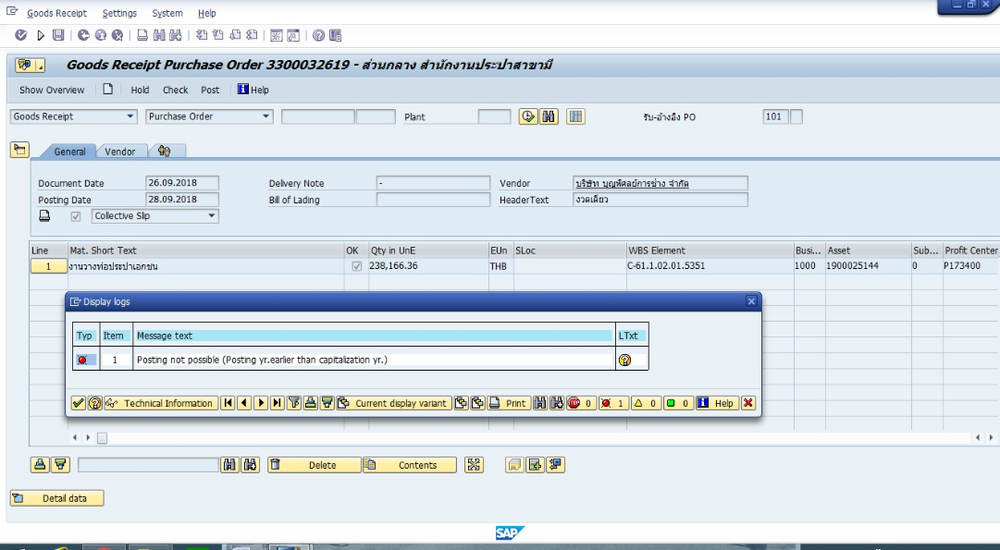 Goods Receipt Settings System Help
Goods Receipt Purchase Order 3300032619 - ส่วนกลาง สำนักงานประปาสาขามี
Show Overview Hold Check Post Help
Goods Receipt Purchase Order Plant รับ-อ้างอิง PO 101
General Vendor
Document Date 26.09.2018 Delivery Note - Vendor บริษัท บุญพิศลย์การช่าง จำกัด
Posting Date 28.09.2018 Bill of Lading HeaderText งวดเดียว
Collective Slip
Line Mat. Short Text OK Qty in UnE EUn SLoc WBS Element Busi... Asset Sub... Profit Center
1 งานวางท่อประปาเอกชน 238,166.36 THB C-61.1.02.01.5351 1000 1900025144 0 P173400
Display logs
Typ Item Message text LTxt
1 Posting not possible (Posting yr.earlier than capitalization yr.)
Technical Information Current display variant Print STOP 0 1 0 0 Help
Delete Contents
Detail data
SAP